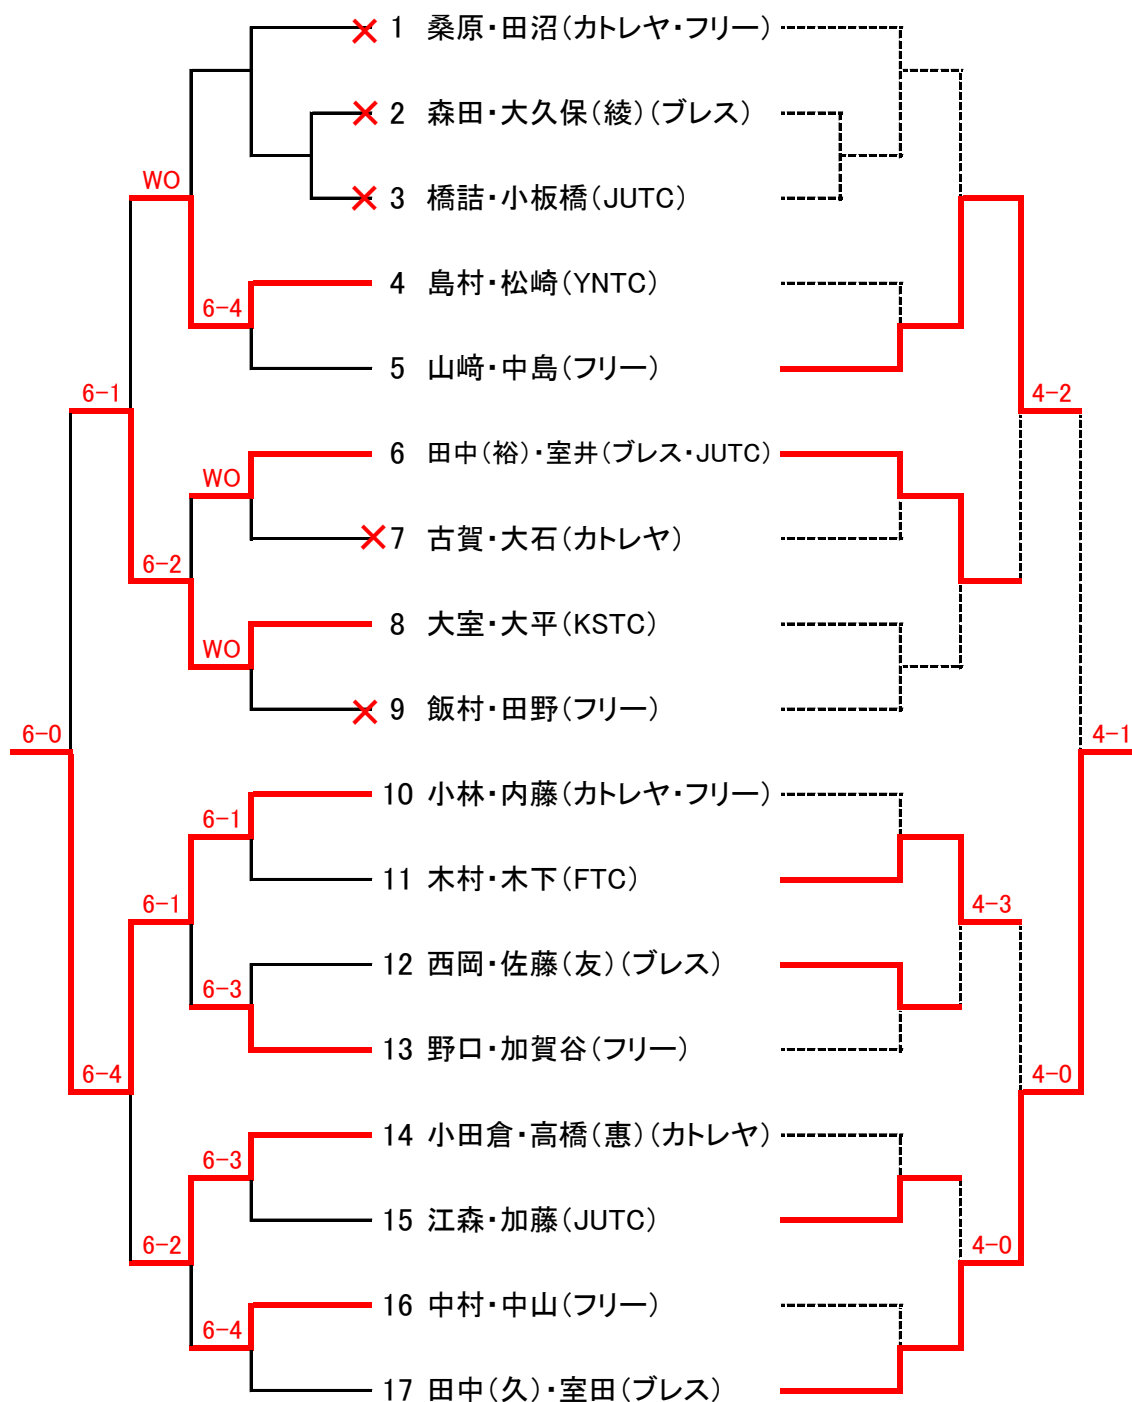 1 桑原・田沼(カトレヤ・フリー)
2 森田・大久保(綾)(ブレス)
WO
3 橋詰・小板橋(JUTC)
4 島村・松崎(YNTC)
6-4
5 山﨑・中島(フリー)
6-1
4-2
6 田中(裕)・室井(ブレス・JUTC)
WO
7 古賀・大石(カトレヤ)
6-2
8 大室・大平(KSTC)
WO
9 飯村・田野(フリー)
6-0
4-1
10 小林・内藤(カトレヤ・フリー)
6-1
11 木村・木下(FTC)
6-1
4-3
12 西岡・佐藤(友)(ブレス)
6-3
13 野口・加賀谷(フリー)
6-4
4-0
14 小田倉・高橋(惠)(カトレヤ)
6-3
15 江森・加藤(JUTC)
6-2
4-0
16 中村・中山(フリー)
6-4
17 田中(久)・室田(ブレス)